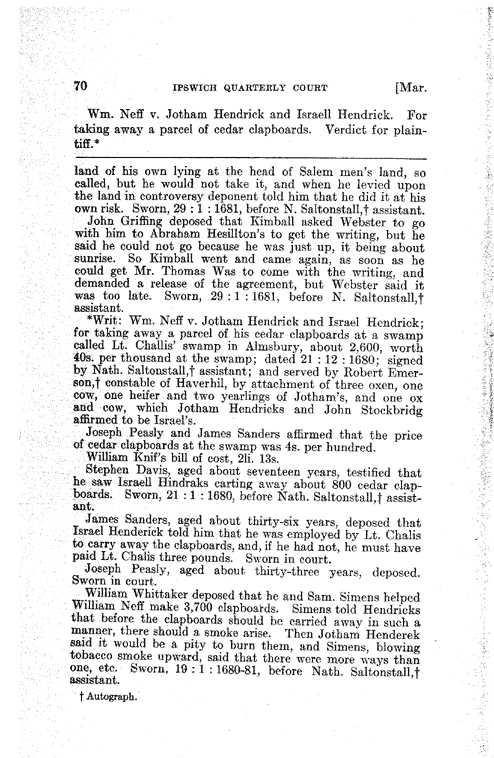 70 IPSWICH QUARTERLY COURT [Mar.
Wm. Neff v. Jotham Hendrick and Israell Hendrick. For
taking away a parcel of cedar clapboards. Verdict for plain-
tiff.*
land of his own lying at the head of Salem men's land, so
called, but he would not take it, and when he levied upon
the land in controversy deponent told him that he did it at his
own risk. Sworn, 29 : 1 : 1681, before N. Saltonstall,† assistant.
John Griffing deposed that Kimball asked Webster to go
with him to Abraham Hesillton's to get the writing, but he
said he could not go because he was just up, it being about
sunrise. So Kimball went and came again, as soon as he
could get Mr. Thomas Was to come with the writing, and
demanded a release of the agreement, but Webster said it
was too late. Sworn, 29 : 1 : 1681, before N. Saltonstall,†
assistant.
*Writ: Wm. Neff v. Jotham Hendrick and Israel Hendrick;
for taking away a parcel of his cedar clapboards at a swamp
called Lt. Challis' swamp in Almsbury, about 2,600, worth
40s. per thousand at the swamp; dated 21 : 12 : 1680; signed
by Nath. Saltonstall,† assistant; and served by Robert Emer-
son,† constable of Haverhil, by attachment of three oxen, one
cow, one heifer and two yearlings of Jotham's, and one ox
and cow, which Jotham Hendricks and John Stockbridg
affirmed to be Israel's.
Joseph Peasly and James Sanders affirmed that the price
of cedar clapboards at the swamp was 4s. per hundred.
William Knif's bill of cost, 2li. 13s.
Stephen Davis, aged about seventeen years, testified that
he saw Israell Hindraks carting away about 800 cedar clap-
boards. Sworn, 21 : 1 : 1680, before Nath. Saltonstall,† assist-
ant.
James Sanders, aged about thirty-six years, deposed that
Israel Henderick told him that he was employed by Lt. Chalis
to carry away the clapboards, and, if he had not, he must have
paid Lt. Chalis three pounds. Sworn in court.
Joseph Peasly, aged about thirty-three years, deposed.
Sworn in court.
William Whittaker deposed that he and Sam. Simens helped
William Neff make 3,700 clapboards. Simens told Hendricks
that before the clapboards should be carried away in such a
manner, there should a smoke arise. Then Jotham Henderek
said it would be a pity to burn them, and Simens, blowing
tobacco smoke upward, said that there were more ways than
one, etc. Sworn, 19 : 1 : 1680-81, before Nath. Saltonstall,†
assistant.
† Autograph.